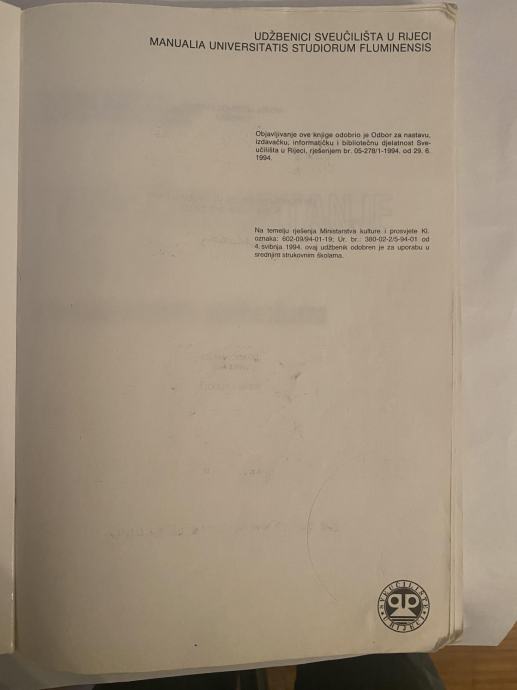 UDŽBENICI SVEUČILIŠTA U RIJECI
MANUALIA UNIVERSITATIS STUDIORUM FLUMINENSIS
Objavljivanje ove knjige odobrio je Odbor za nastavu,
izdavačku, informatičku i bibliotečnu djelatnost Sve-
učilišta u Rijeci, rješenjem br. 05-278/1-1994. od 29. 6.
1994.
Na temelju rješenja Ministarstva kulture i prosvjete Kl.
oznaka: 602-09/94-01-19; Ur. br.: 380-02-2/5-94-01 od
4. svibnja 1994. ovaj udžbenik odobren je za uporabu u
srednjim strukovnim školama.
SVEUČILIŠTE
U RIJECI